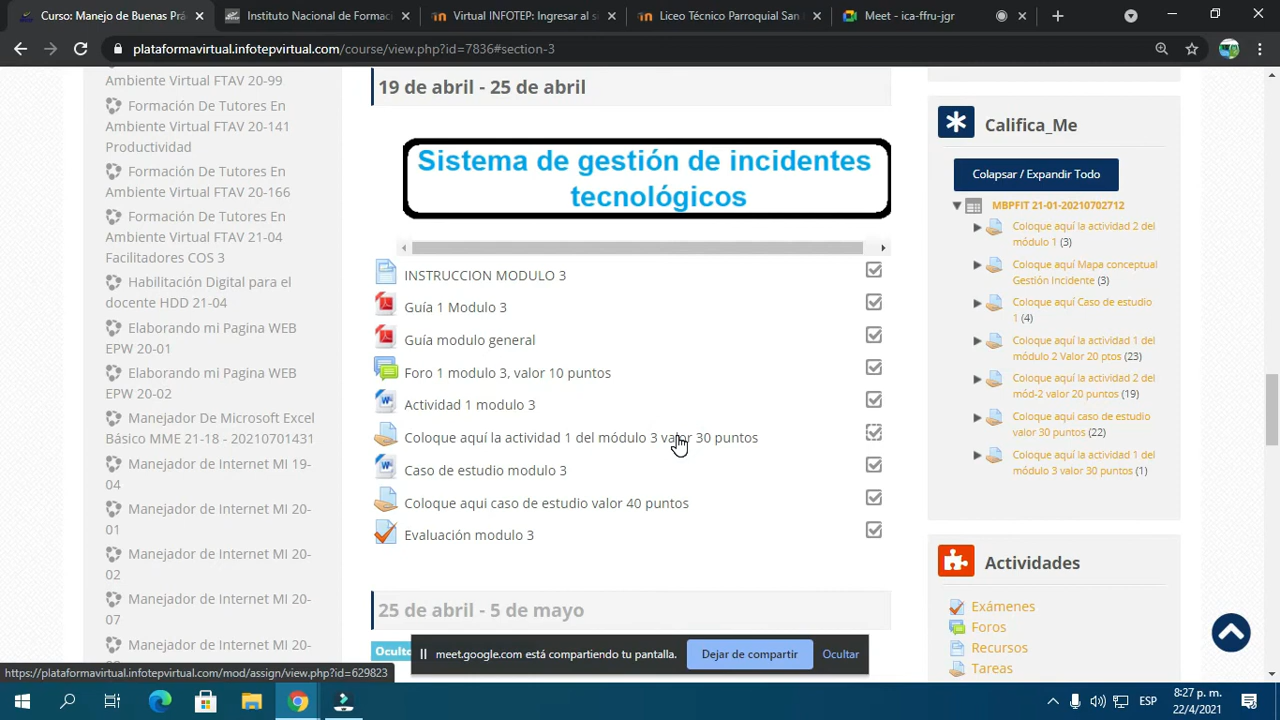 Curso: Manejo de Buenas Prá
Instituto Nacional de Formaci
Virtual INFOTEP: Ingresar al si
Liceo Técnico Parroquial San
Meet - ica-ffru-jgr
plataformavirtual.infotepvirtual.com/course/view.php?id=7836#section-3
Ambiente Virtual FTAV 20-99
Formación De Tutores En
Ambiente Virtual FTAV 20-141
Productividad
Formación De Tutores En
Ambiente Virtual FTAV 20-166
Formación De Tutores En
Ambiente Virtual FTAV 21-04
Facilitadores COS 3
Habilitación Digital para el
docente HDD 21-04
Elaborando mi Pagina WEB
EPW 20-01
Elaborando mi Pagina WEB
EPW 20-02
Manejador De Microsoft Excel
Básico MME 21-18 - 20210701431
Manejador de Internet MI 19-
04
Manejador de Internet MI 20-
01
Manejador de Internet MI 20-
02
Manejador de Internet MI 20-
07
Manejador de Internet MI 20-
19 de abril - 25 de abril
Sistema de gestión de incidentes
tecnológicos
INSTRUCCION MODULO 3
Guía 1 Modulo 3
Guía modulo general
Foro 1 modulo 3, valor 10 puntos
Actividad 1 modulo 3
Coloque aquí la actividad 1 del módulo 3 valor 30 puntos
Caso de estudio modulo 3
Coloque aqui caso de estudio valor 40 puntos
Evaluación modulo 3
25 de abril - 5 de mayo
Oculto
meet.google.com está compartiendo tu pantalla.
Dejar de compartir
Ocultar
Califica_Me
Colapsar / Expandir Todo
MBPFIT 21-01-20210702712
Coloque aquí la actividad 2 del
módulo 1 (3)
Coloque aquí Mapa conceptual
Gestión Incidente (3)
Coloque aquí Caso de estudio
1 (4)
Coloque aquí la actividad 1 del
módulo 2 Valor 20 ptos (23)
Coloque aquí la actividad 2 del
mód-2 valor 20 puntos (19)
Coloque aqui caso de estudio
valor 30 puntos (22)
Coloque aquí la actividad 1 del
módulo 3 valor 30 puntos (1)
Actividades
Exámenes
Foros
Recursos
Tareas
https://plataformavirtual.infotepvirtual.com/mod/assign/view.php?id=629823
ESP
8:27 p. m.
22/4/2021